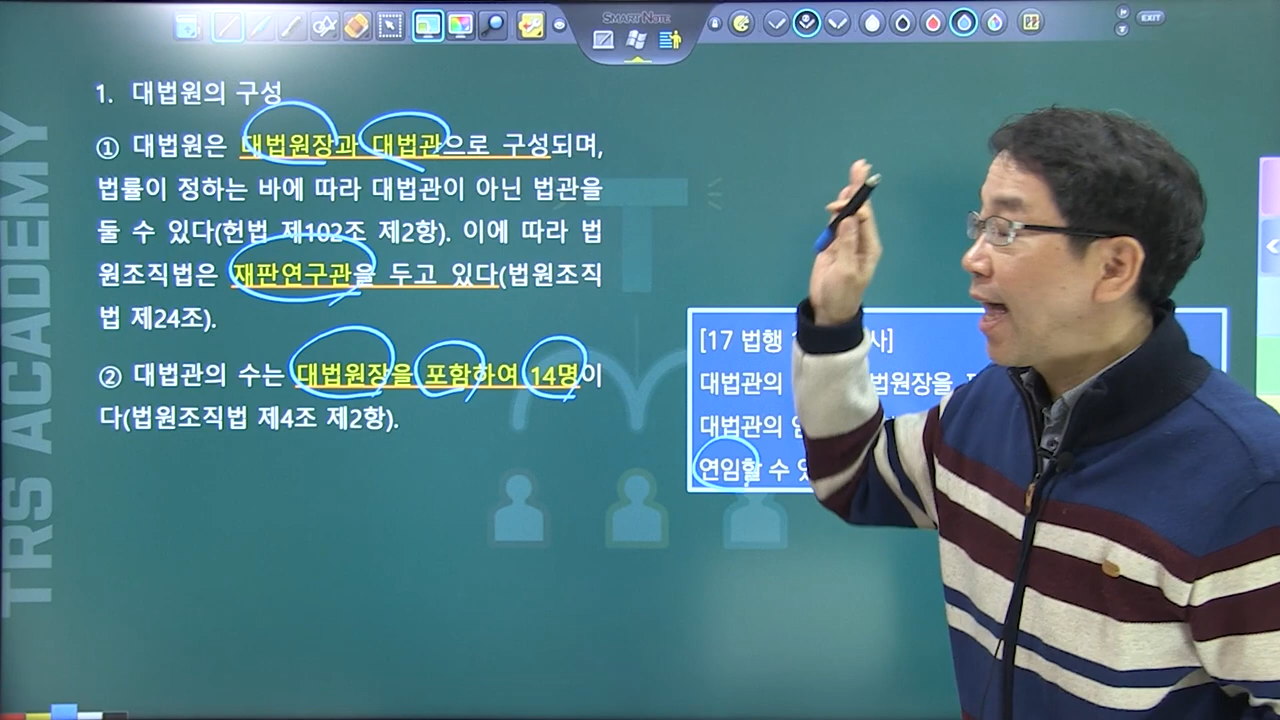 SMART NOTE
EXIT
TRS ACADEMY
1. 대법원의 구성
① 대법원은 대법원장과 대법관으로 구성되며,
법률이 정하는 바에 따라 대법관이 아닌 법관을
둘 수 있다(헌법 제102조 제2항). 이에 따라 법
원조직법은 재판연구관을 두고 있다(법원조직
법 제24조).
② 대법관의 수는 대법원장을 포함하여 14명이
다(법원조직법 제4조 제2항).
[17 법행
대법관의
대법관의
연임할 수